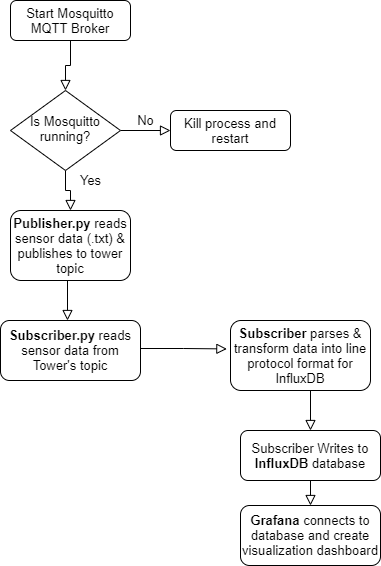 Start Mosquitto
MQTT Broker
Is Mosquitto
running?
No
Kill process and
restart
Yes
Publisher.py reads
sensor data (.txt) &
publishes to tower
topic
Subscriber.py reads
sensor data from
Tower's topic
Subscriber parses &
transform data into line
protocol format for
InfluxDB
Subscriber Writes to
InfluxDB database
Grafana connects to
database and create
visualization dashboard